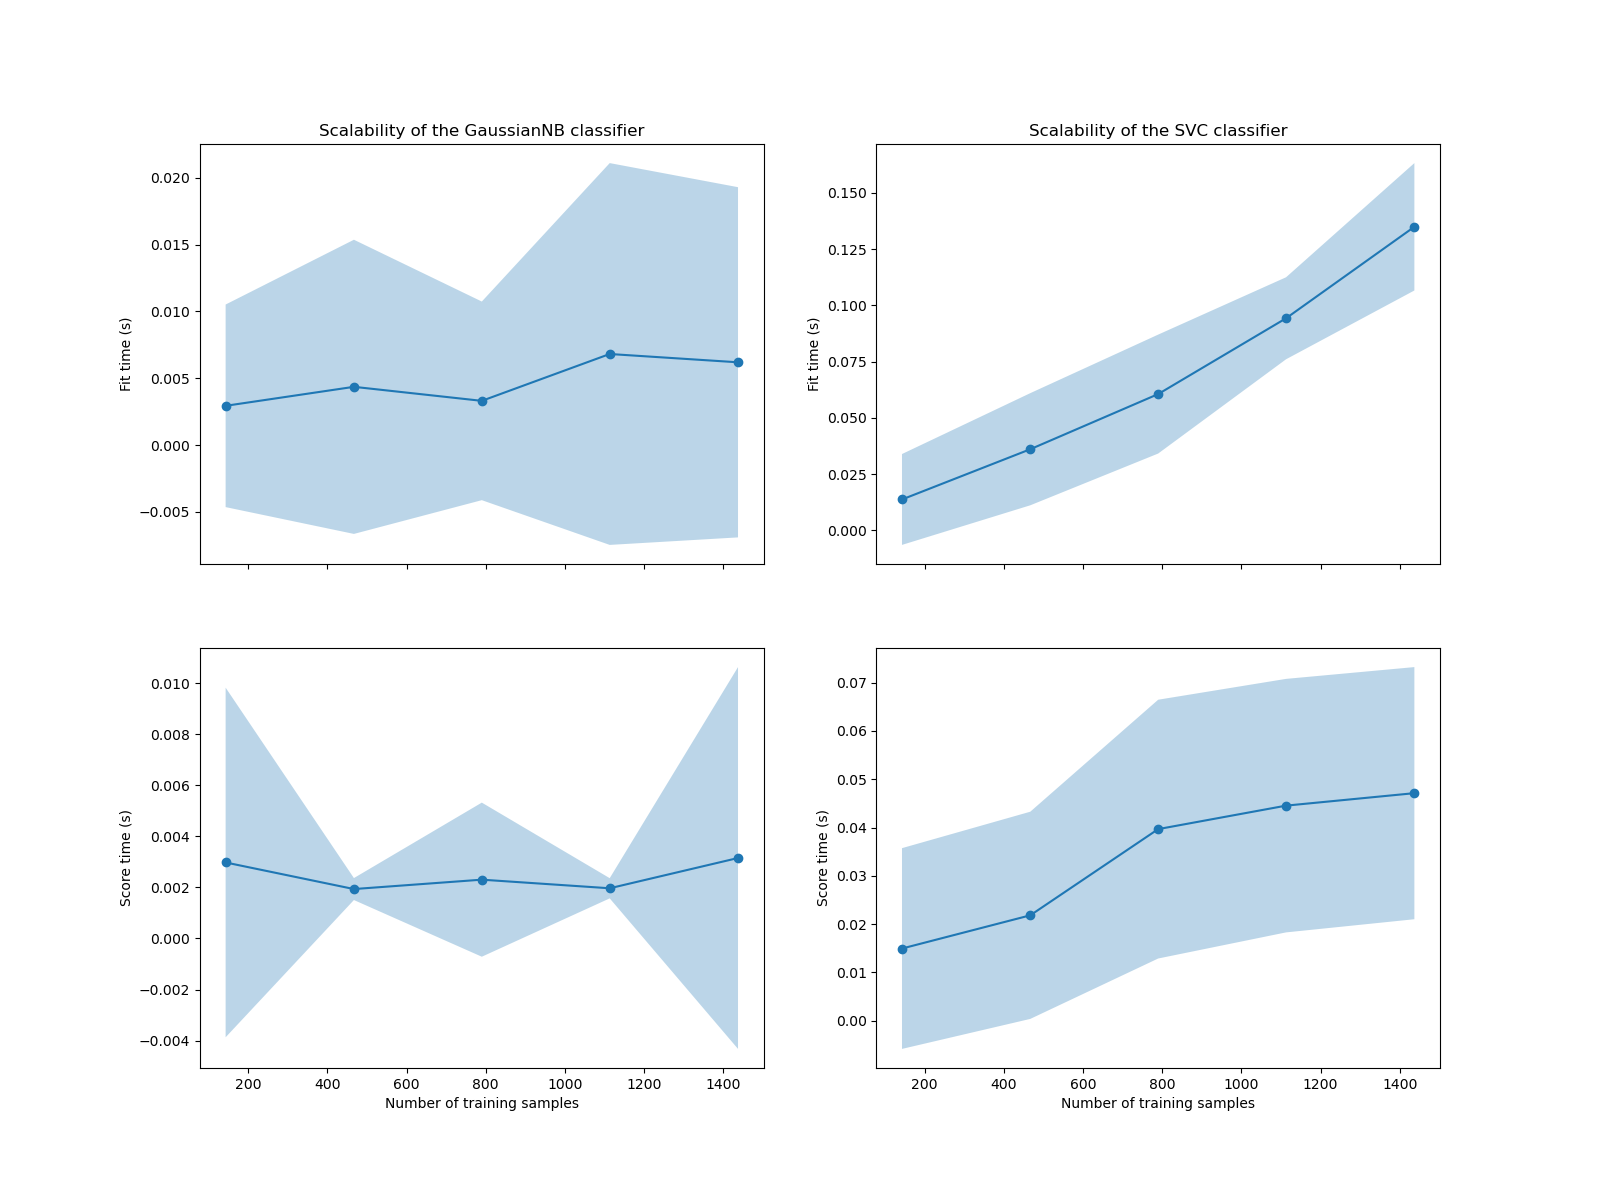 Scalability of the GaussianNB classifier
Fit time (s)
0.020
0.015
0.010
0.005
0.000
−0.005
Scalability of the SVC classifier
Fit time (s)
0.150
0.125
0.100
0.075
0.050
0.025
0.000
Score time (s)
0.010
0.008
0.006
0.004
0.002
0.000
−0.002
−0.004
200 400 600 800 1000 1200 1400
Number of training samples
Score time (s)
0.07
0.06
0.05
0.04
0.03
0.02
0.01
0.00
200 400 600 800 1000 1200 1400
Number of training samples